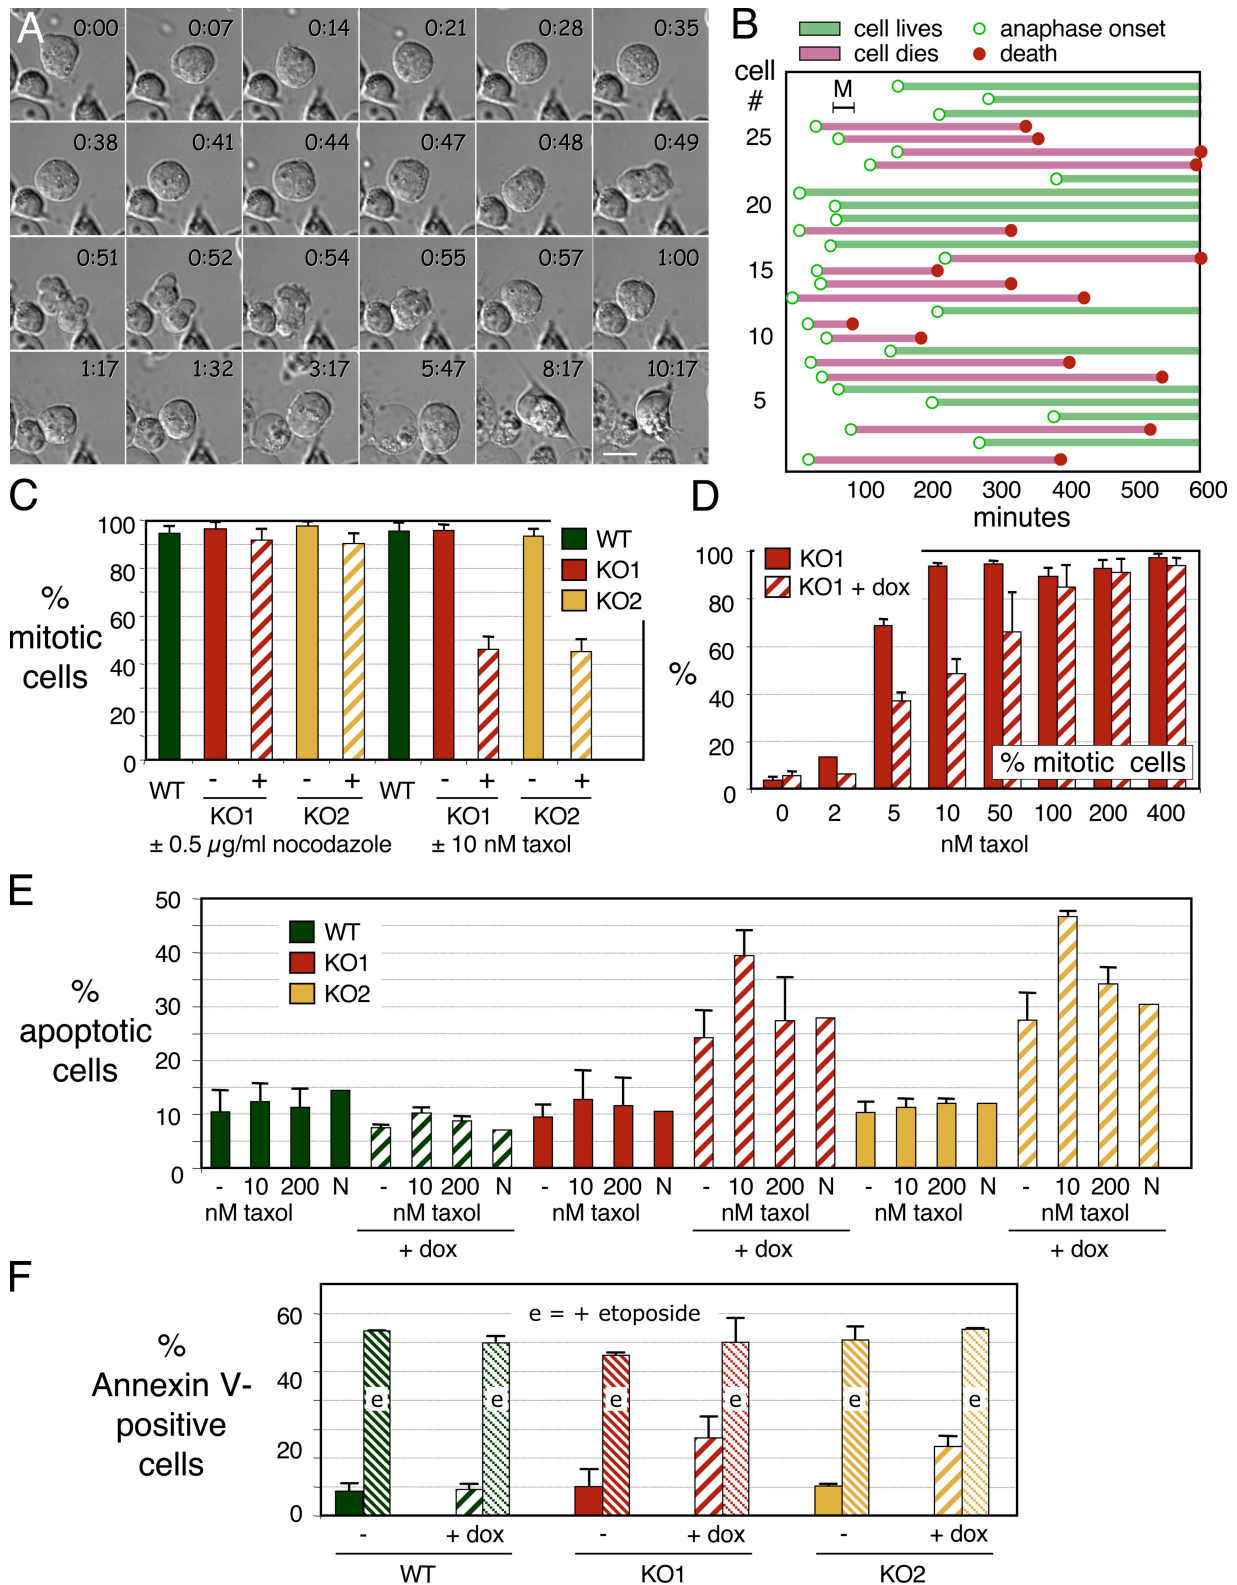 A
0:00 0:07 0:14 0:21 0:28 0:35
0:38 0:41 0:44 0:47 0:48 0:49
0:51 0:52 0:54 0:55 0:57 1:00
1:17 1:32 3:17 5:47 8:17 10:17
B
cell lives anaphase onset
cell dies death
cell
#
M
25
20
15
10
5
100 200 300 400 500 600
minutes
C
%
mitotic
cells
100
80
60
40
20
0
WT
KO1
KO2
WT - + - + WT - + - +
KO1 KO2 KO1 KO2
± 0.5 µg/ml nocodazole ± 10 nM taxol
D
%
100
80
60
40
20
0
KO1
KO1 + dox
% mitotic cells
0 2 5 10 50 100 200 400
nM taxol
E
%
apoptotic
cells
50
40
30
20
10
0
WT
KO1
KO2
- 10 200 N - 10 200 N - 10 200 N - 10 200 N - 10 200 N - 10 200 N
nM taxol nM taxol nM taxol nM taxol nM taxol nM taxol
+ dox + dox + dox
F
%
Annexin V-
positive
cells
60
40
20
0
e = + etoposide
e e e e e e
- + dox - + dox - + dox
WT KO1 KO2